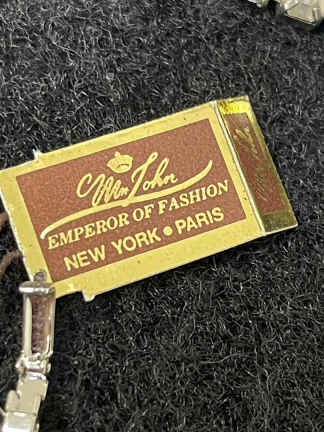 Mr. John
EMPEROR OF FASHION
NEW YORK • PARIS